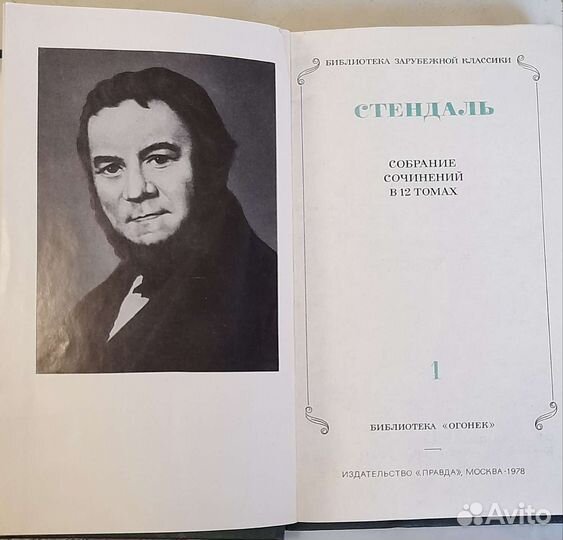 БИБЛИОТЕКА ЗАРУБЕЖНОЙ КЛАССИКИ
СТЕНДАЛЬ
СОБРАНИЕ
СОЧИНЕНИЙ
В 12 ТОМАХ
1
БИБЛИОТЕКА «ОГОНЕК»
ИЗДАТЕЛЬСТВО «ПРАВДА», МОСКВА-1978
Avito